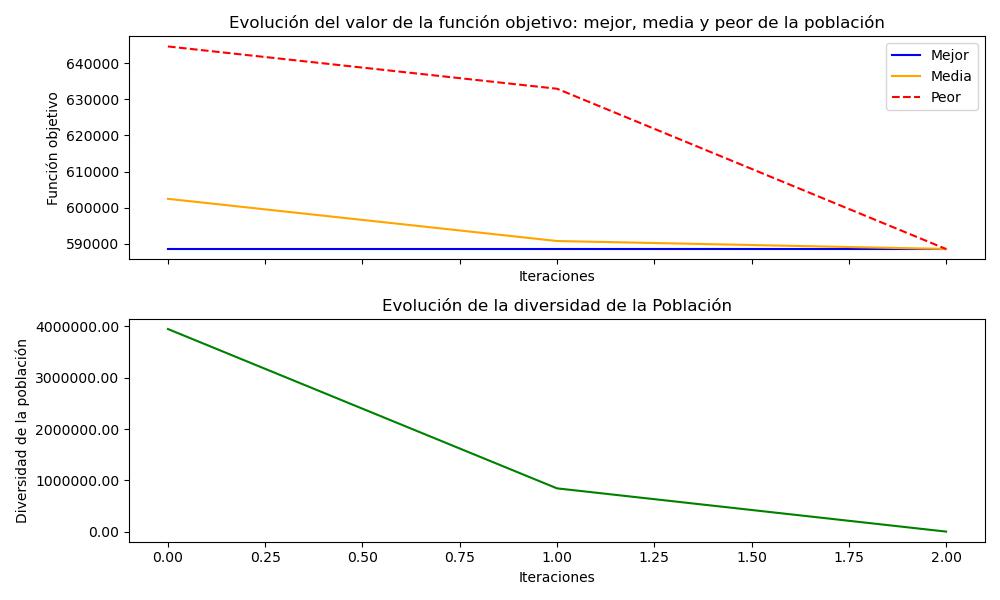 Evolución del valor de la función objetivo: mejor, media y peor de la población
Función objetivo
640000
630000
620000
610000
600000
590000
Mejor
Media
Peor
Iteraciones
Evolución de la diversidad de la Población
Diversidad de la población
4000000.00
3000000.00
2000000.00
1000000.00
0.00
0.00 0.25 0.50 0.75 1.00 1.25 1.50 1.75 2.00
Iteraciones